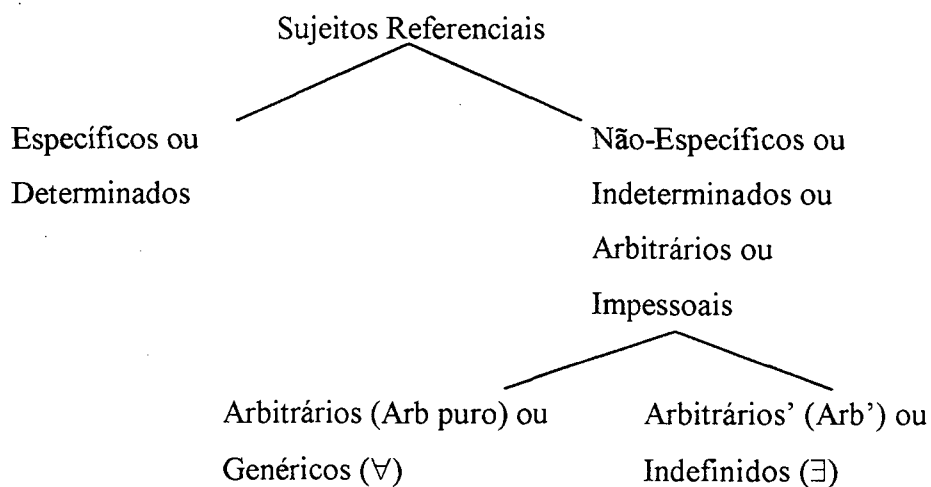 Sujeitos Referenciais
Específicos ou
Determinados
Não-Específicos ou
Indeterminados ou
Arbitrários ou
Impessoais
Arbitrários (Arb puro) ou
Genéricos (∀)
Arbitrários’ (Arb’) ou
Indefinidos (∃)